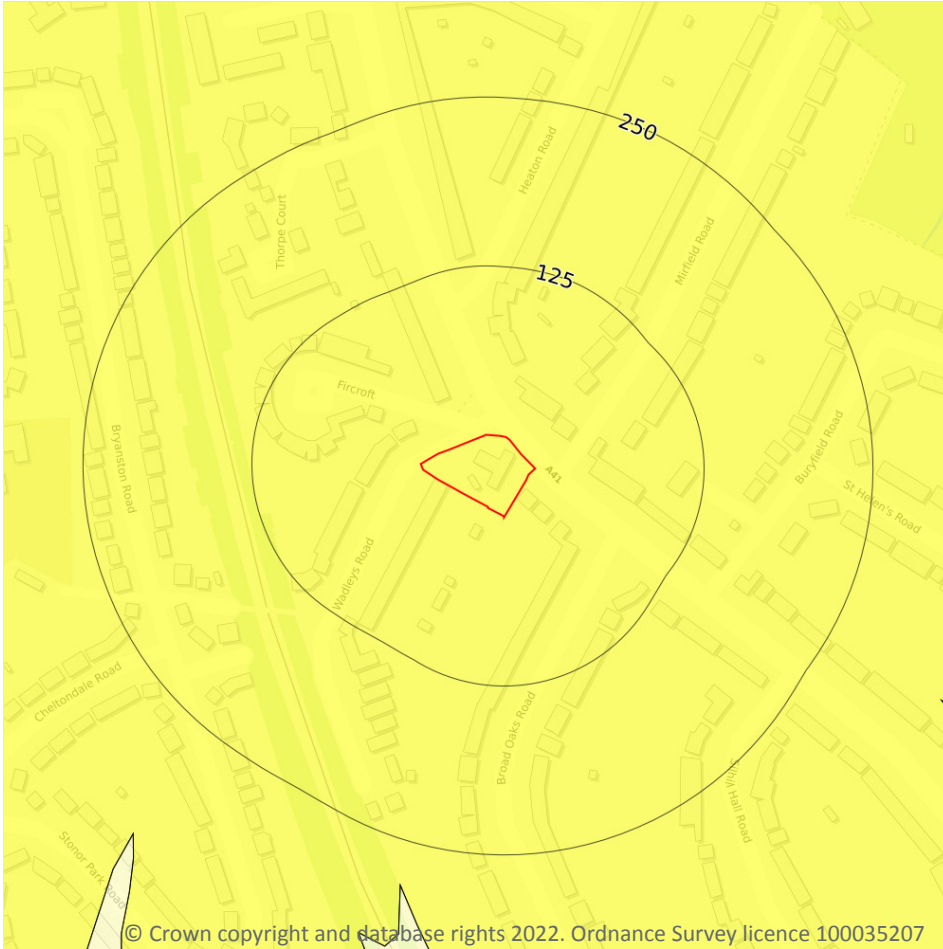 250
Heaton Road
Thorpe Court
Mirfield Road
125
Fircroft
Bryanston Road
Buryfield Road
A41
St Helen's Road
Wadleys Road
Cheltondale Road
Broad Oaks Road
Hall Road
Stonor Park Road
© Crown copyright and database rights 2022. Ordnance Survey licence 100035207